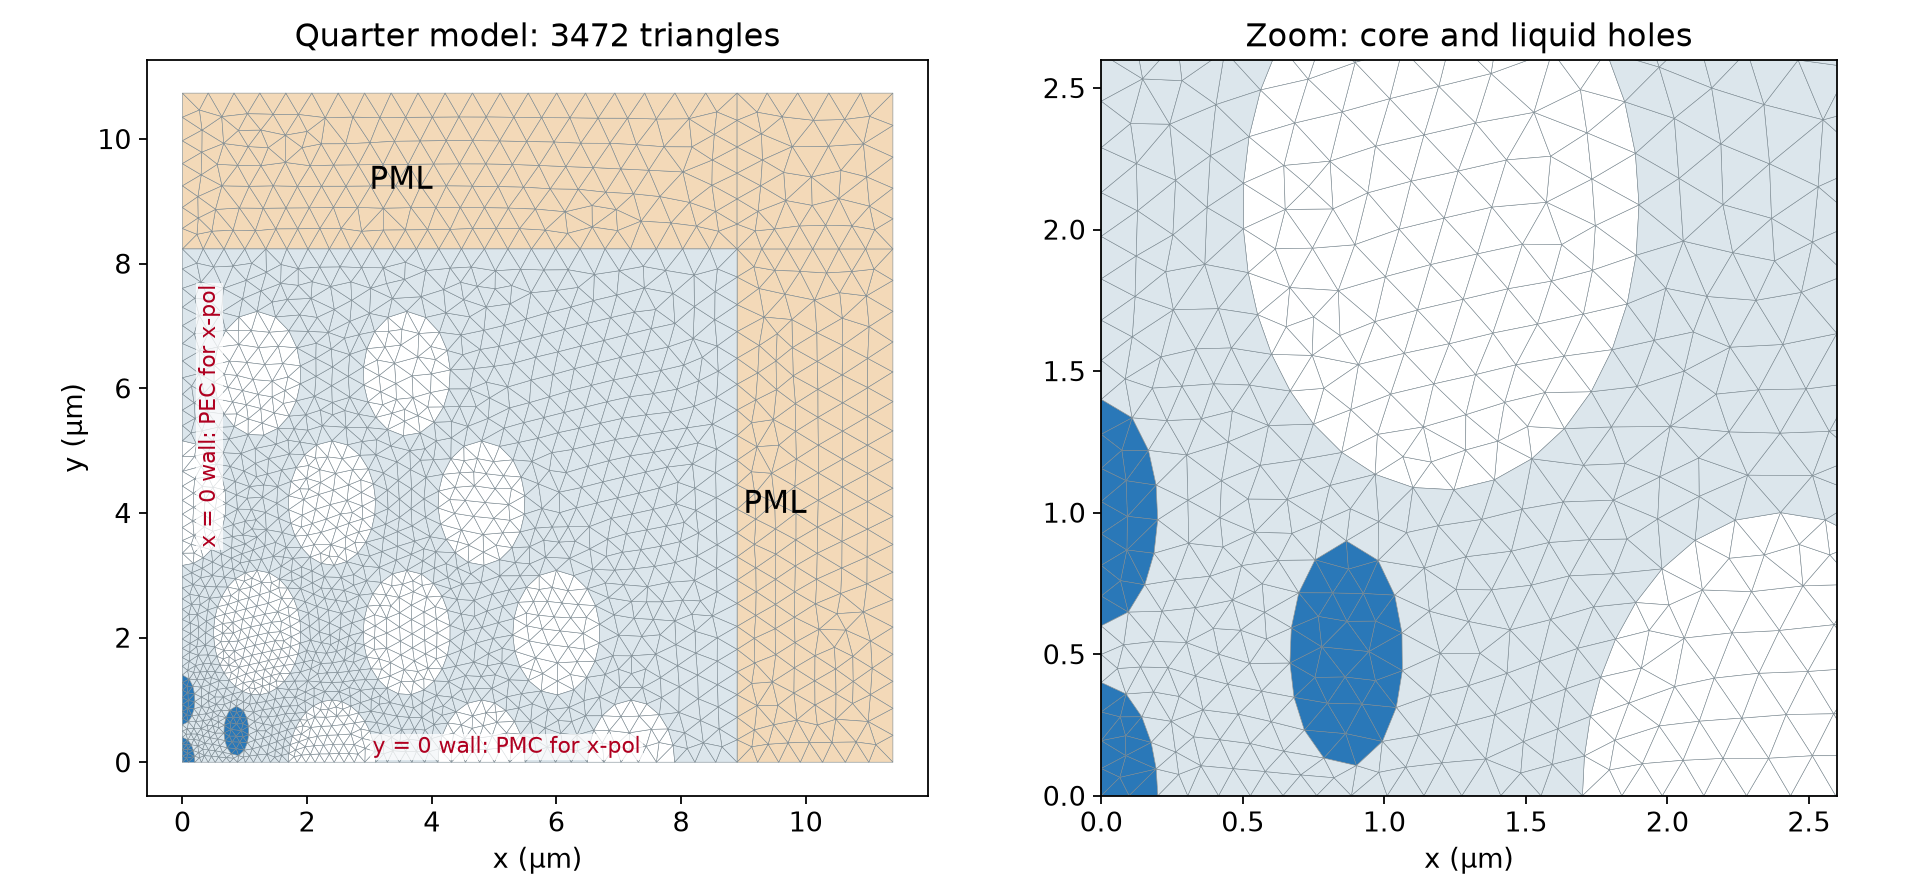 Quarter model: 3472 triangles
PML
PML
x = 0 wall: PEC for x-pol
y = 0 wall: PMC for x-pol
10
8
6
4
2
0
y (μm)
0 2 4 6 8 10
x (μm)
Zoom: core and liquid holes
2.5
2.0
1.5
1.0
0.5
0.0
0.0 0.5 1.0 1.5 2.0 2.5
x (μm)